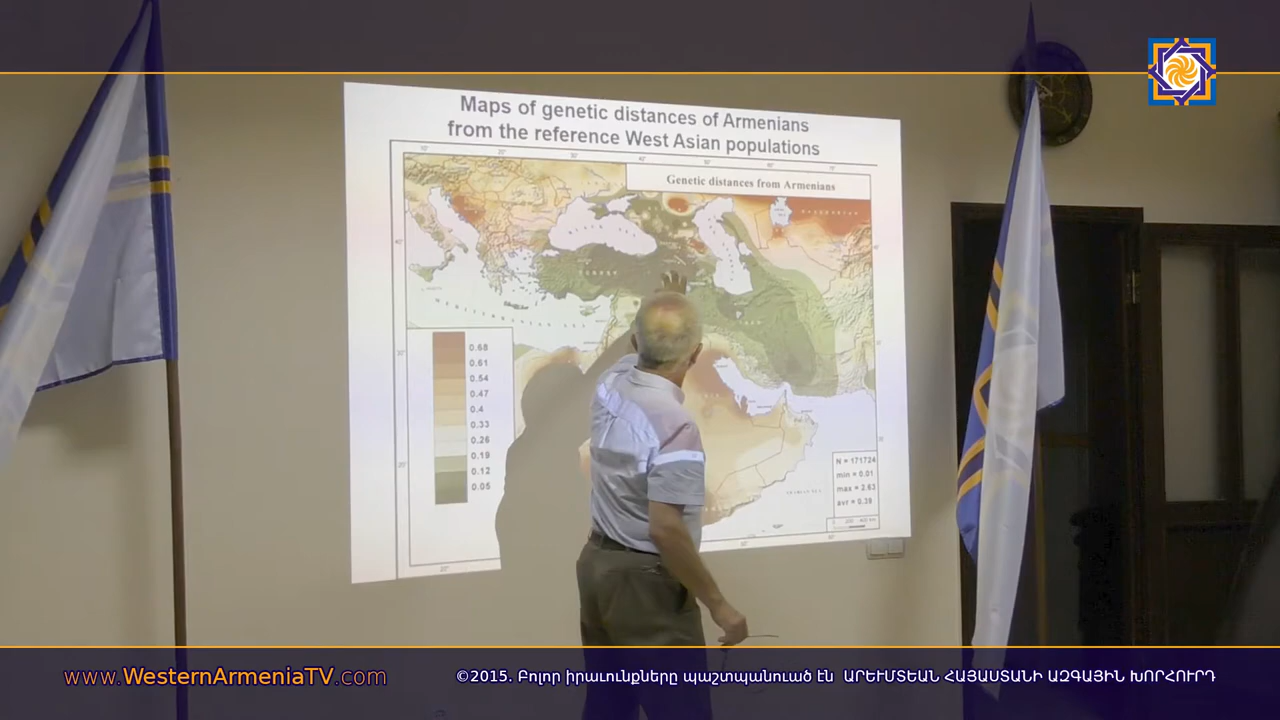 Maps of genetic distances of Armenians
from the reference West Asian populations
Genetic distances from Armenians
0.68
0.61
0.54
0.47
0.4
0.33
0.26
0.19
0.12
0.05
N = 171724
min = 0.01
max = 2.63
avr = 0.38
www.WesternArmeniaTV.com
©2015. Բոլոր իրաւունքները պաշտպանուած էն ԱՐԵՒՄՏԵԱՆ ՀԱՅԱՍՏԱՆԻ ԱԶԳԱՅԻՆ ԽՈՐՀՈՒՐԴ